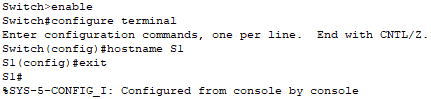 Switch>enable
Switch#configure terminal
Enter configuration commands, one per line.  End with CNTL/Z.
Switch(config)#hostname S1
S1(config)#exit
S1#
%SYS-5-CONFIG_I: Configured from console by console